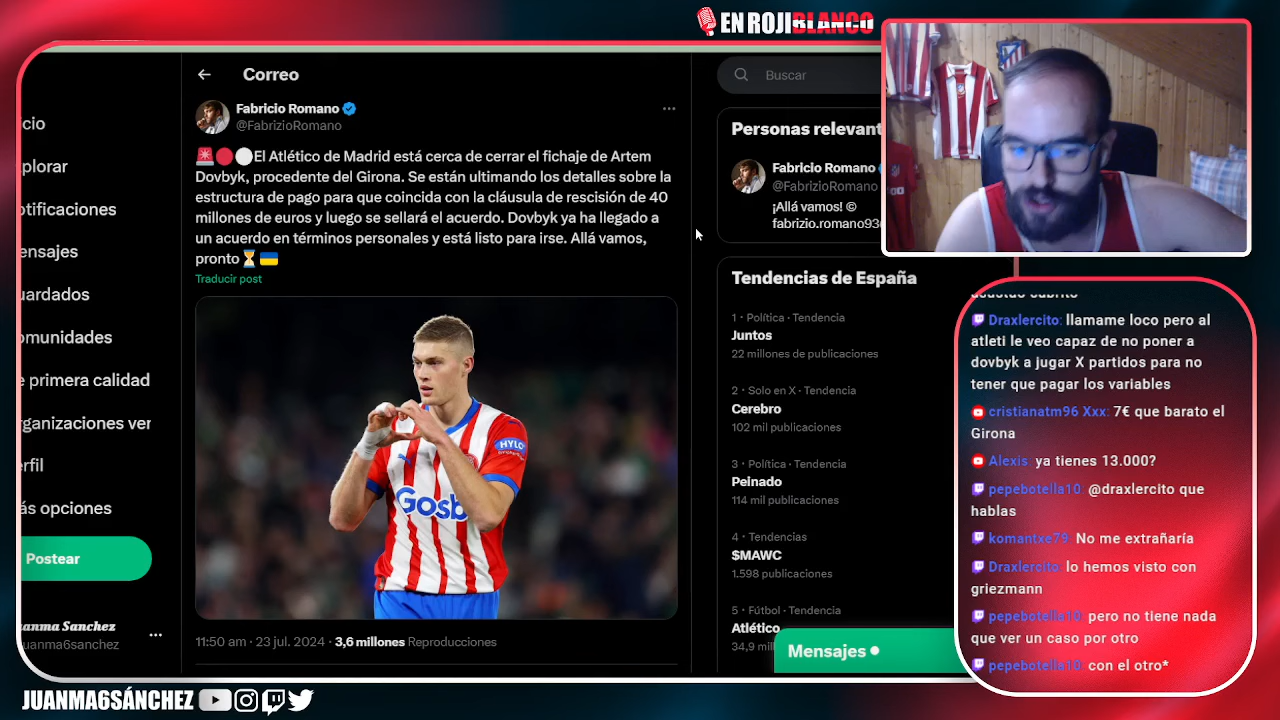 EN ROJIBLANCO
Correo
Buscar
cio
plorar
otificaciones
ensajes
uardados
omunidades
e primera calidad
rganizaciones ver
erfil
ás opciones
Postear
uanma Sanchez
uanma6sanchez
Fabricio Romano
@FabrizioRomano
El Atlético de Madrid está cerca de cerrar el fichaje de Artem
Dovbyk, procedente del Girona. Se están ultimando los detalles sobre la
estructura de pago para que coincida con la cláusula de rescisión de 40
millones de euros y luego se sellará el acuerdo. Dovbyk ya ha llegado a
un acuerdo en términos personales y está listo para irse. Allá vamos,
pronto⏳🇺🇦
Traducir post
HYLO
Gosb
11:50 am · 23 jul. 2024 · 3,6 millones Reproducciones
Personas relevant
Fabricio Romano
@FabrizioRomano
¡Allá vamos! ©
fabrizio.romano93
Tendencias de España
1 · Política · Tendencia
Juntos
22 millones de publicaciones
2 · Solo en X · Tendencia
Cerebro
102 mil publicaciones
3 · Política · Tendencia
Peinado
114 mil publicaciones
4 · Tendencias
$MAWC
1.598 publicaciones
5 · Fútbol · Tendencia
Atlético
34,9 mil
Mensajes
Draxlercito: llamame loco pero al
atleti le veo capaz de no poner a
dovbyk a jugar X partidos para no
tener que pagar los variables
cristianatm96 Xxx: 7€ que barato el
Girona
Alexis: ya tienes 13.000?
pepebotella10: @draxlercito que
hablas
komantxe79: No me extrañaría
Draxlercito: lo hemos visto con
griezmann
pepebotella10: pero no tiene nada
que ver un caso por otro
pepebotella10: con el otro*
JUANMA6SÁNCHEZ